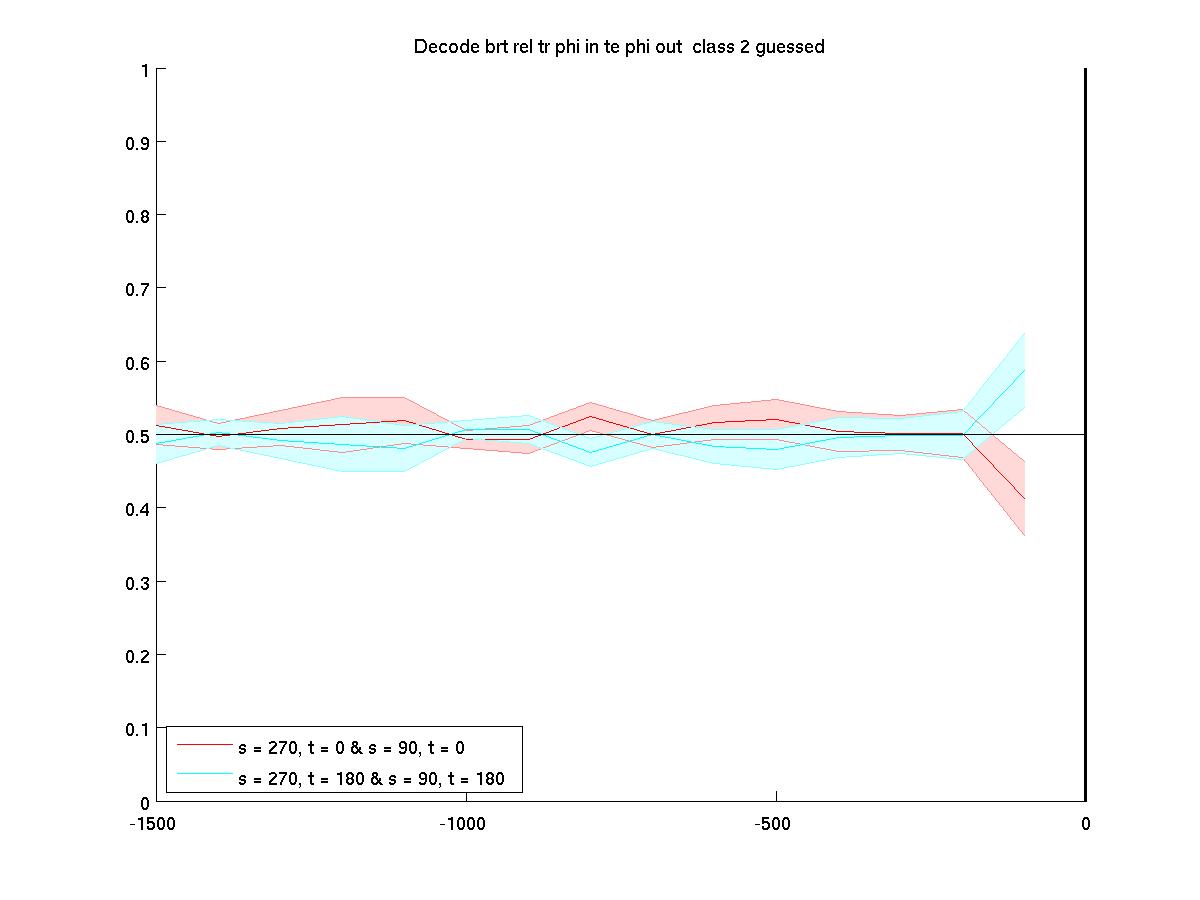 Decode brt rel tr phi in te phi out  class 2 guessed
1
0.9
0.8
0.7
0.6
0.5
0.4
0.3
0.2
0.1
0
s = 270, t = 0 & s = 90, t = 0
s = 270, t = 180 & s = 90, t = 180
-1500 -1000 -500 0